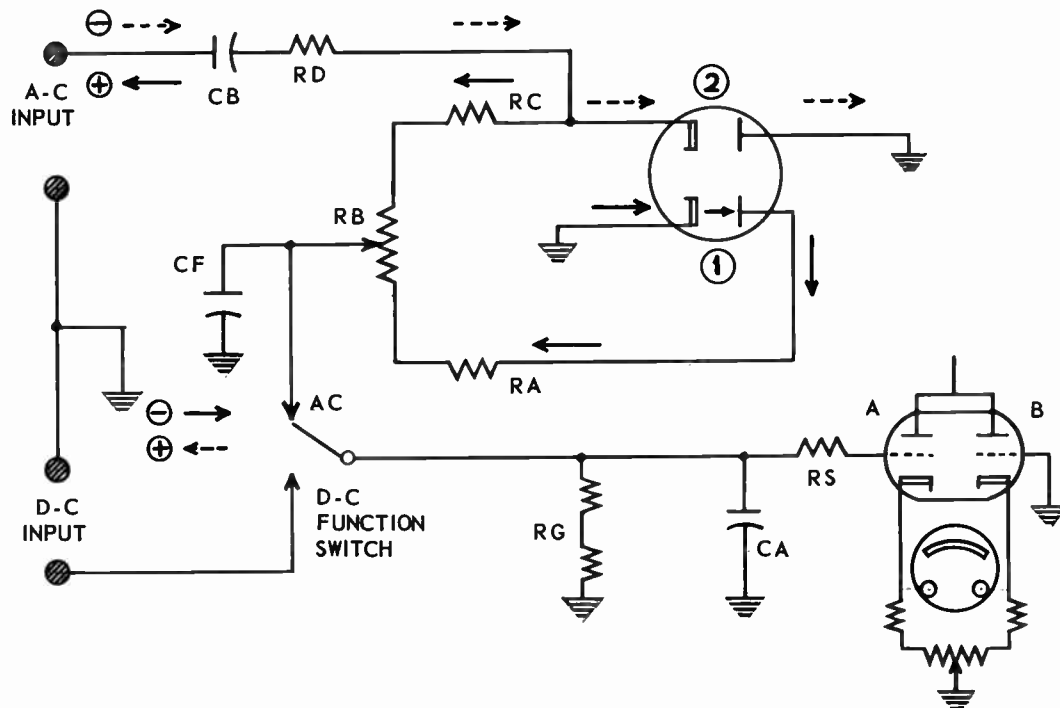 ⊖
⊕
A-C
INPUT
CB
RD
RC
②
RB
CF
①
RA
⊖
⊕
AC
A
B
D-C
INPUT
D-C
FUNCTION
SWITCH
RG
CA
RS